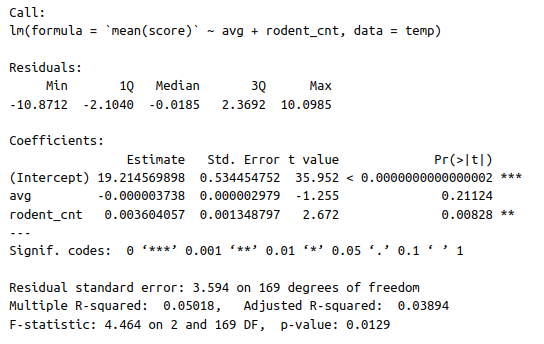 Call:
lm(formula = `mean(score)` ~ avg + rodent_cnt, data = temp)
Residuals:
     Min       1Q   Median       3Q      Max
-10.8712  -2.1040  -0.0185   2.3692  10.0985
Coefficients:
                Estimate   Std. Error t value             Pr(>|t|)
(Intercept) 19.214569898  0.534454752  35.952 < 0.0000000000000002 ***
avg         -0.000003738  0.000002979  -1.255              0.21124
rodent_cnt   0.003604057  0.001348797   2.672              0.00828 **
---
Signif. codes:  0 ‘***’ 0.001 ‘**’ 0.01 ‘*’ 0.05 ‘.’ 0.1 ‘ ’ 1
Residual standard error: 3.594 on 169 degrees of freedom
Multiple R-squared:  0.05018,   Adjusted R-squared:  0.03894
F-statistic: 4.464 on 2 and 169 DF,  p-value: 0.0129